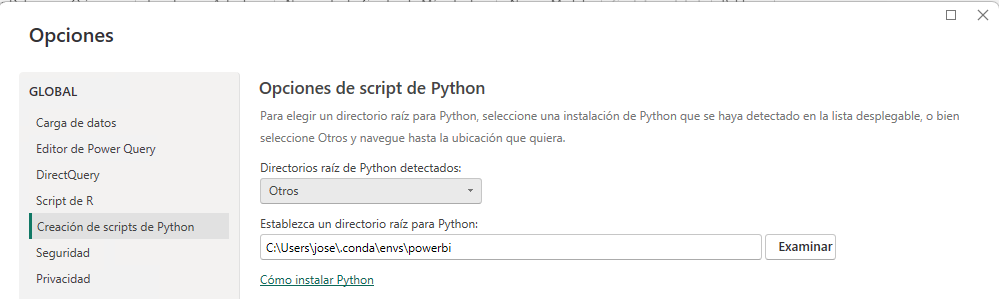 Opciones
GLOBAL
Carga de datos
Editor de Power Query
DirectQuery
Script de R
Creación de scripts de Python
Seguridad
Privacidad
Opciones de script de Python
Para elegir un directorio raíz para Python, seleccione una instalación de Python que se haya detectado en la lista desplegable, o bien
seleccione Otros y navegue hasta la ubicación que quiera.
Directorios raíz de Python detectados:
Otros
Establezca un directorio raíz para Python:
C:\Users\jose\.conda\envs\powerbi
Examinar
Cómo instalar Python